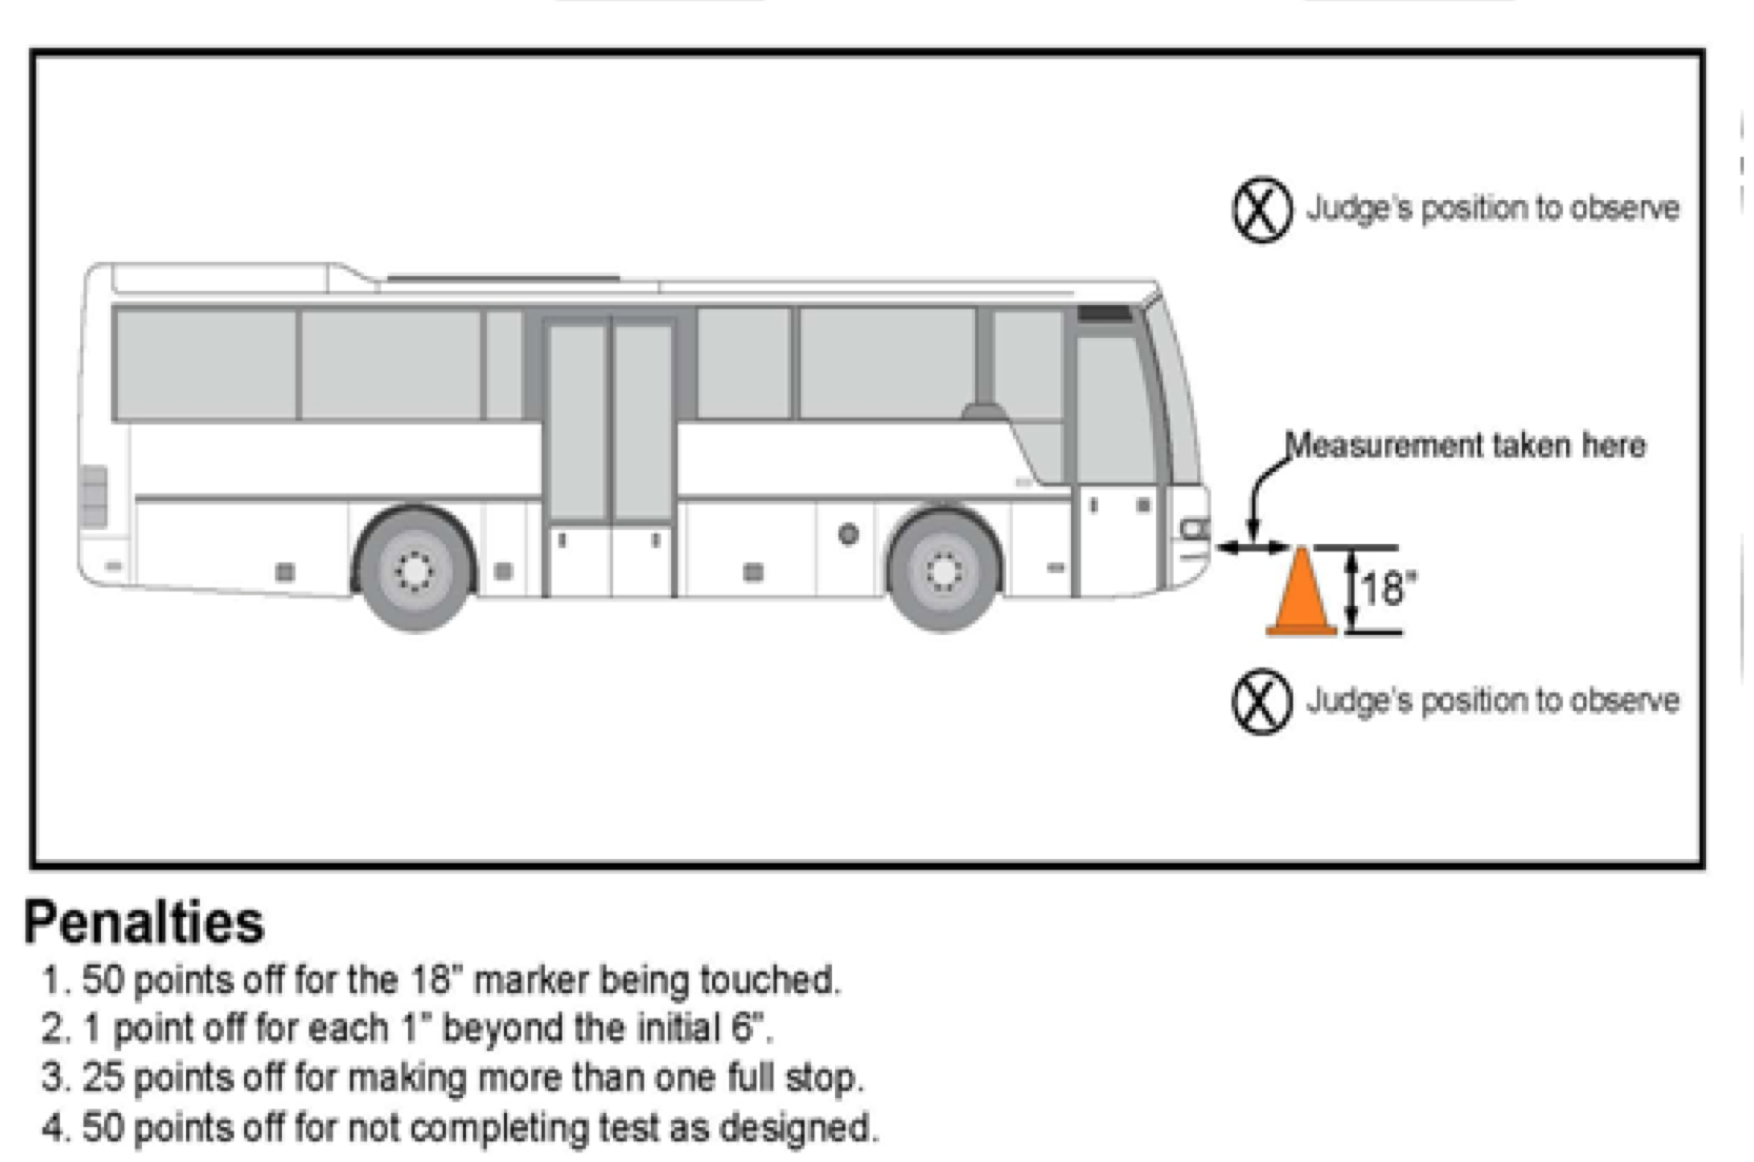 Judge's position to observe
Measurement taken here
18"
Judge's position to observe
Penalties
1. 50 points off for the 18" marker being touched.
2. 1 point off for each 1" beyond the initial 6".
3. 25 points off for making more than one full stop.
4. 50 points off for not completing test as designed.